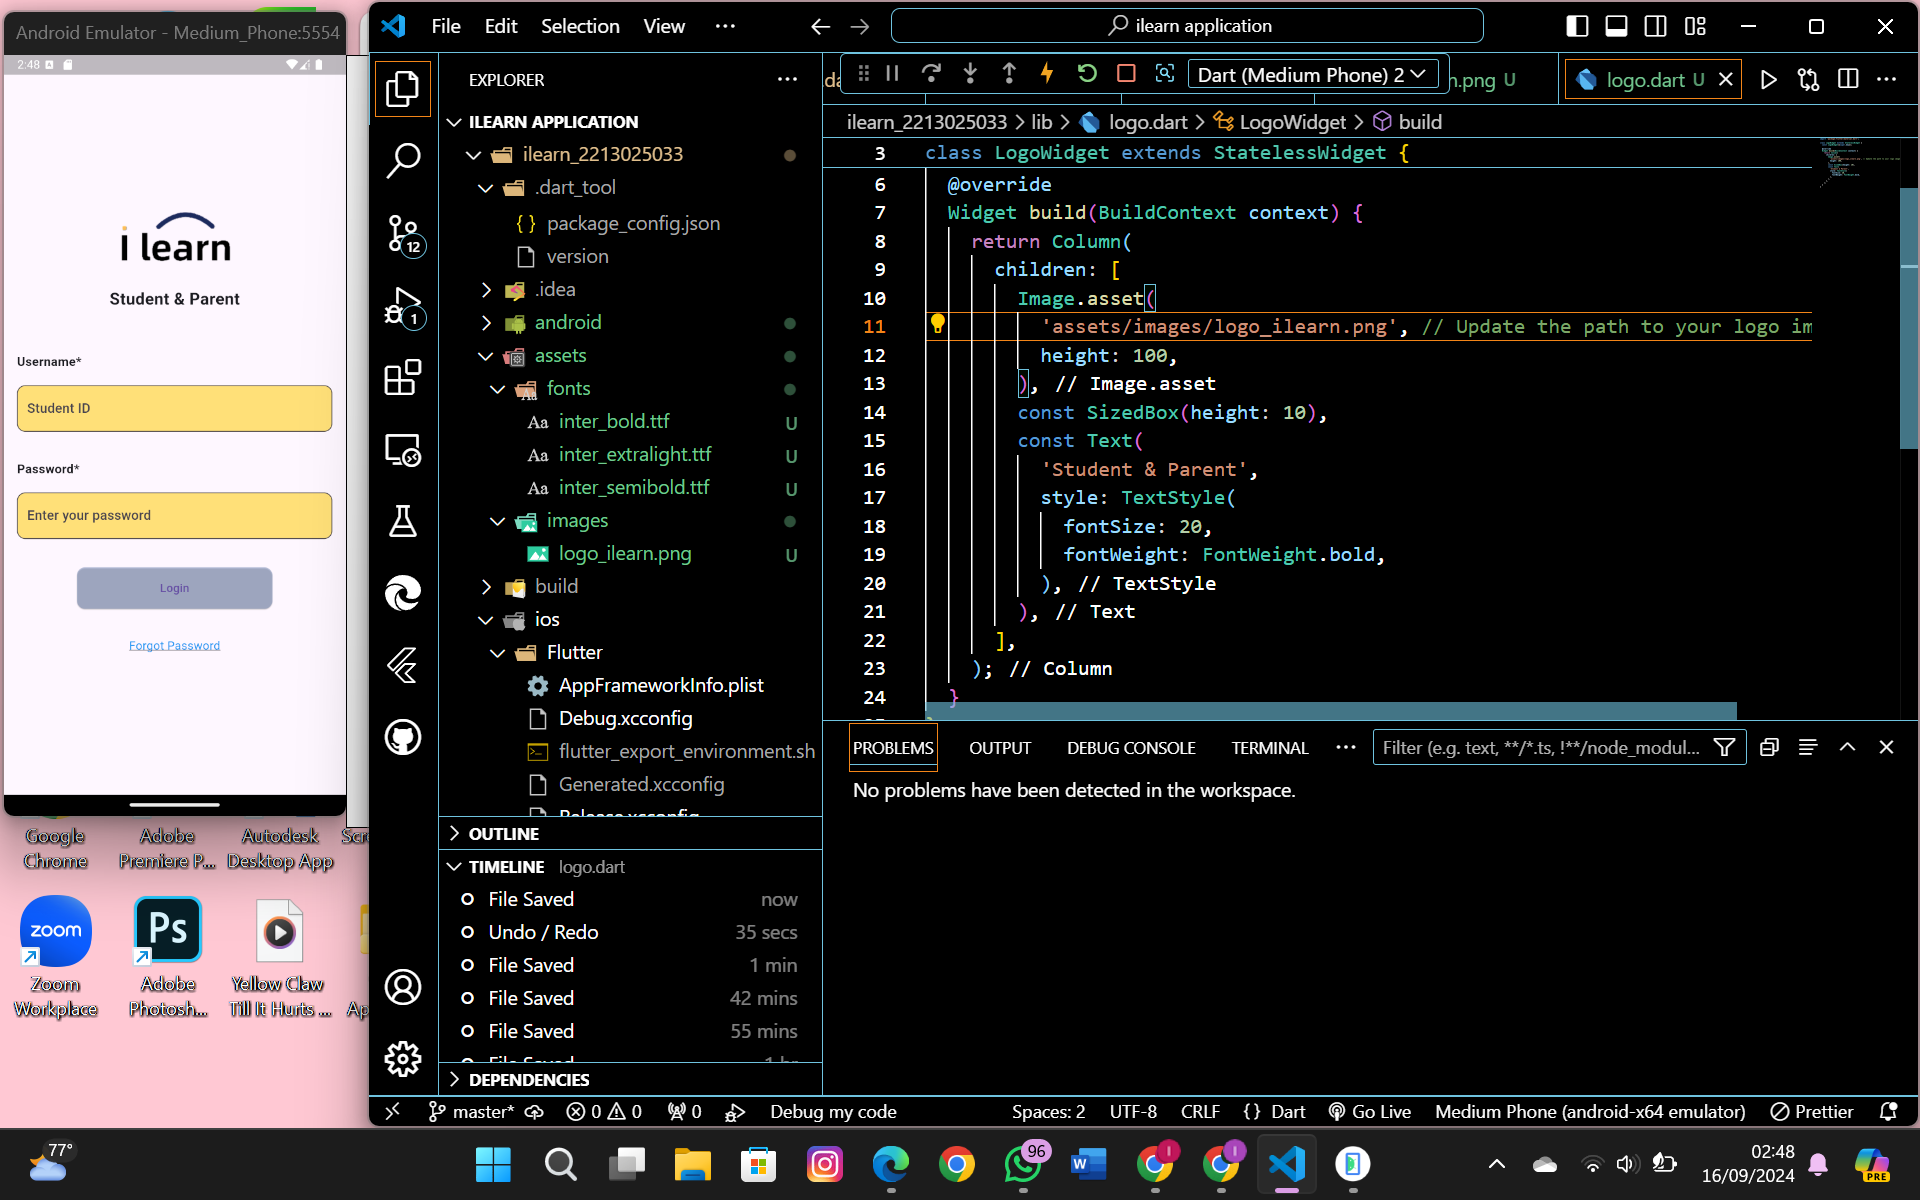 Android Emulator - Medium_Phone:5554
2:48
i learn
Student & Parent
Username*
Student ID
Password*
Enter your password
Login
Forgot Password
Google Chrome
Adobe Premiere P...
Autodesk Desktop App
Zoom Workplace
Adobe Photosh...
Yellow Claw Till It Hurts ...
File Edit Selection View ...
ilearn application
Dart (Medium Phone) 2
n.png U
logo.dart U
EXPLORER
ilearn_2213025033 > lib > logo.dart > LogoWidget > build
ILEARN APPLICATION
ilearn_2213025033
.dart_tool
package_config.json
version
.idea
android
assets
fonts
inter_bold.ttf U
inter_extralight.ttf U
inter_semibold.ttf U
images
logo_ilearn.png U
build
ios
Flutter
AppFrameworkInfo.plist
Debug.xcconfig
flutter_export_environment.sh
Generated.xcconfig
Release.xcconfig
12
1
OUTLINE
TIMELINE logo.dart
File Saved now
Undo / Redo 35 secs
File Saved 1 min
File Saved 42 mins
File Saved 55 mins
File Saved 1 hr
DEPENDENCIES
3 class LogoWidget extends StatelessWidget {
6 @override
7 Widget build(BuildContext context) {
8 return Column(
9 children: [
10 Image.asset(
11 'assets/images/logo_ilearn.png', // Update the path to your logo im
12 height: 100,
13 ), // Image.asset
14 const SizedBox(height: 10),
15 const Text(
16 'Student & Parent',
17 style: TextStyle(
18 fontSize: 20,
19 fontWeight: FontWeight.bold,
20 ), // TextStyle
21 ), // Text
22 ],
23 ); // Column
24 }
PROBLEMS OUTPUT DEBUG CONSOLE TERMINAL ... Filter (e.g. text, **/*.ts, !**/node_modul...
No problems have been detected in the workspace.
master* 0 0 0 Debug my code Spaces: 2 UTF-8 CRLF {} Dart Go Live Medium Phone (android-x64 emulator) Prettier
77°
96
02:48
16/09/2024
PRE